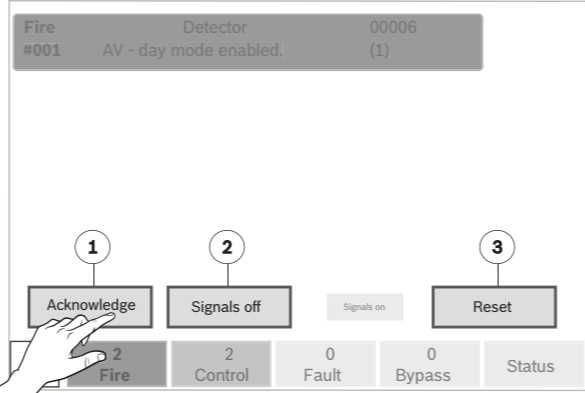 Fire Detector 00006
#001 AV - day mode enabled. (1)
1 2 3
Acknowledge Signals off Signals on Reset
2 2 0 0
Fire Control Fault Bypass Status